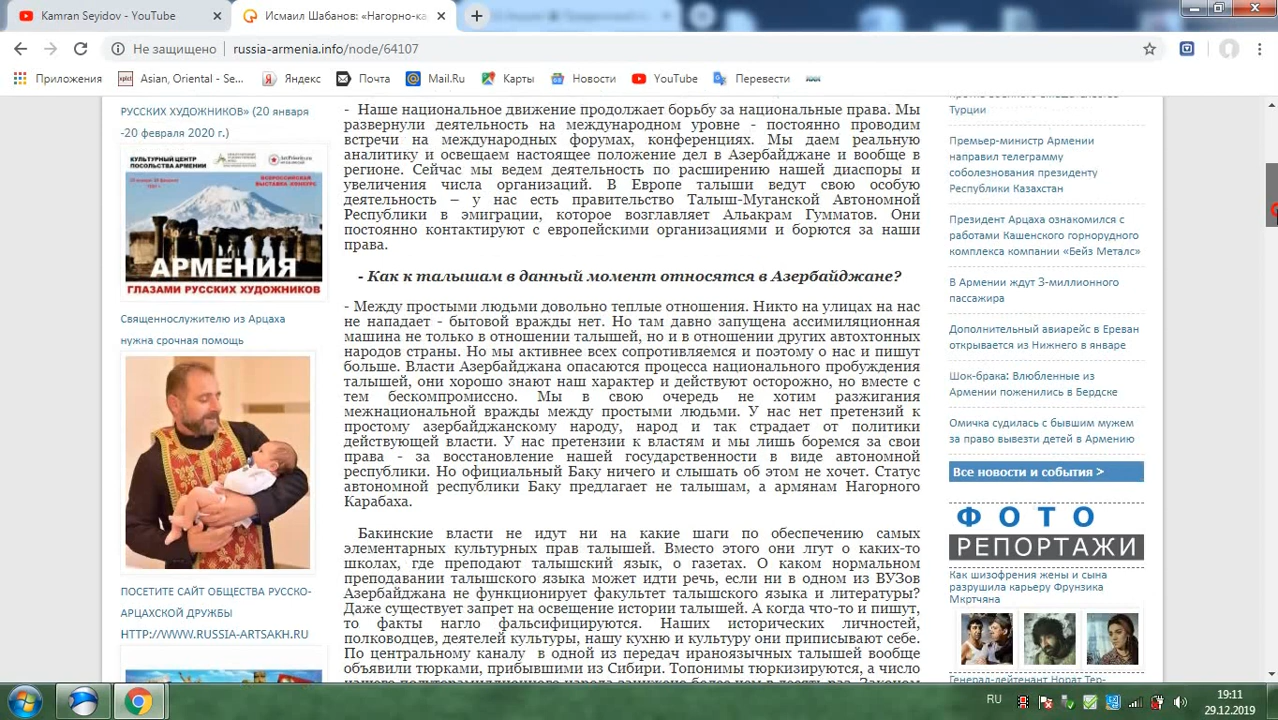 Kamran Seyidov - YouTube
Исмаил Шабанов: «Нагорно-ка
Не защищено
russia-armenia.info/node/64107
Приложения
Asian, Oriental - Se...
Яндекс
Почта
Mail.Ru
Карты
Новости
YouTube
Перевести
РУССКИХ ХУДОЖНИКОВ» (20 января
-20 февраля 2020 г.)
КУЛЬТУРНЫЙ ЦЕНТР
ПОСОЛЬСТВА АРМЕНИИ
ВСЕРОССИЙСКАЯ
ВЫСТАВКА-КОНКУРС
АРМЕНИЯ
ГЛАЗАМИ РУССКИХ ХУДОЖНИКОВ
Священнослужителю из Арцаха
нужна срочная помощь
ПОСЕТИТЕ САЙТ ОБЩЕСТВА РУССКО-
АРЦАХСКОЙ ДРУЖБЫ
HTTP://WWW.RUSSIA-ARTSAKH.RU
- Наше национальное движение продолжает борьбу за национальные права. Мы
развернули деятельность на международном уровне - постоянно проводим
встречи на международных форумах, конференциях. Мы даем реальную
аналитику и освещаем настоящее положение дел в Азербайджане и вообще в
регионе. Сейчас мы ведем деятельность по расширению нашей диаспоры и
увеличения числа организаций. В Европе талыши ведут свою особую
деятельность – у нас есть правительство Талыш-Муганской Автономной
Республики в эмиграции, которое возглавляет Альакрам Гумматов. Они
постоянно контактируют с европейскими организациями и борются за наши
права.
- Как к талышам в данный момент относятся в Азербайджане?
- Между простыми людьми довольно теплые отношения. Никто на улицах на нас
не нападает - бытовой вражды нет. Но там давно запущена ассимиляционная
машина не только в отношении талышей, но и в отношении других автохтонных
народов страны. Но мы активнее всех сопротивляемся и поэтому о нас и пишут
больше. Власти Азербайджана опасаются процесса национального пробуждения
талышей, они хорошо знают наш характер и действуют осторожно, но вместе с
тем бескомпромиссно. Мы в свою очередь не хотим разжигания
межнациональной вражды между простыми людьми. У нас нет претензий к
простому азербайджанскому народу, народ и так страдает от политики
действующей власти. У нас претензии к властям и мы лишь боремся за свои
права - за восстановление нашей государственности в виде автономной
республики. Но официальный Баку ничего и слышать об этом не хочет. Статус
автономной республики Баку предлагает не талышам, а армянам Нагорного
Карабаха.
Бакинские власти не идут ни на какие шаги по обеспечению самых
элементарных культурных прав талышей. Вместо этого они лгут о каких-то
школах, где преподают талышский язык, о газетах. О каком нормальном
преподавании талышского языка может идти речь, если ни в одном из ВУЗов
Азербайджана не функционирует факультет талышского языка и литературы?
Даже существует запрет на освещение истории талышей. А когда что-то и пишут,
то факты нагло фальсифицируются. Наших исторических личностей,
полководцев, деятелей культуры, нашу кухню и культуру они приписывают себе.
По центральному каналу в одной из передач ираноязычных талышей вообще
объявили тюрками, прибывшими из Сибири. Топонимы тюркизируются, а число
Турции
Премьер-министр Армении
направил телеграмму
соболезнования президенту
Республики Казахстан
Президент Арцаха ознакомился с
работами Кашенского горнорудного
комплекса компании «Бейз Металс»
В Армении ждут 3-миллионного
пассажира
Дополнительный авиарейс в Ереван
открывается из Нижнего в январе
Шок-брака: Влюбленные из
Армении поженились в Бердске
Омичка судилась с бывшим мужем
за право вывезти детей в Армению
Все новости и события >
ФОТО
РЕПОРТАЖИ
Как шизофрения жены и сына
разрушила карьеру Фрунзика
Мкртчяна
Генерал-лейтенант Норат Тер-
RU
19:11
29.12.2019